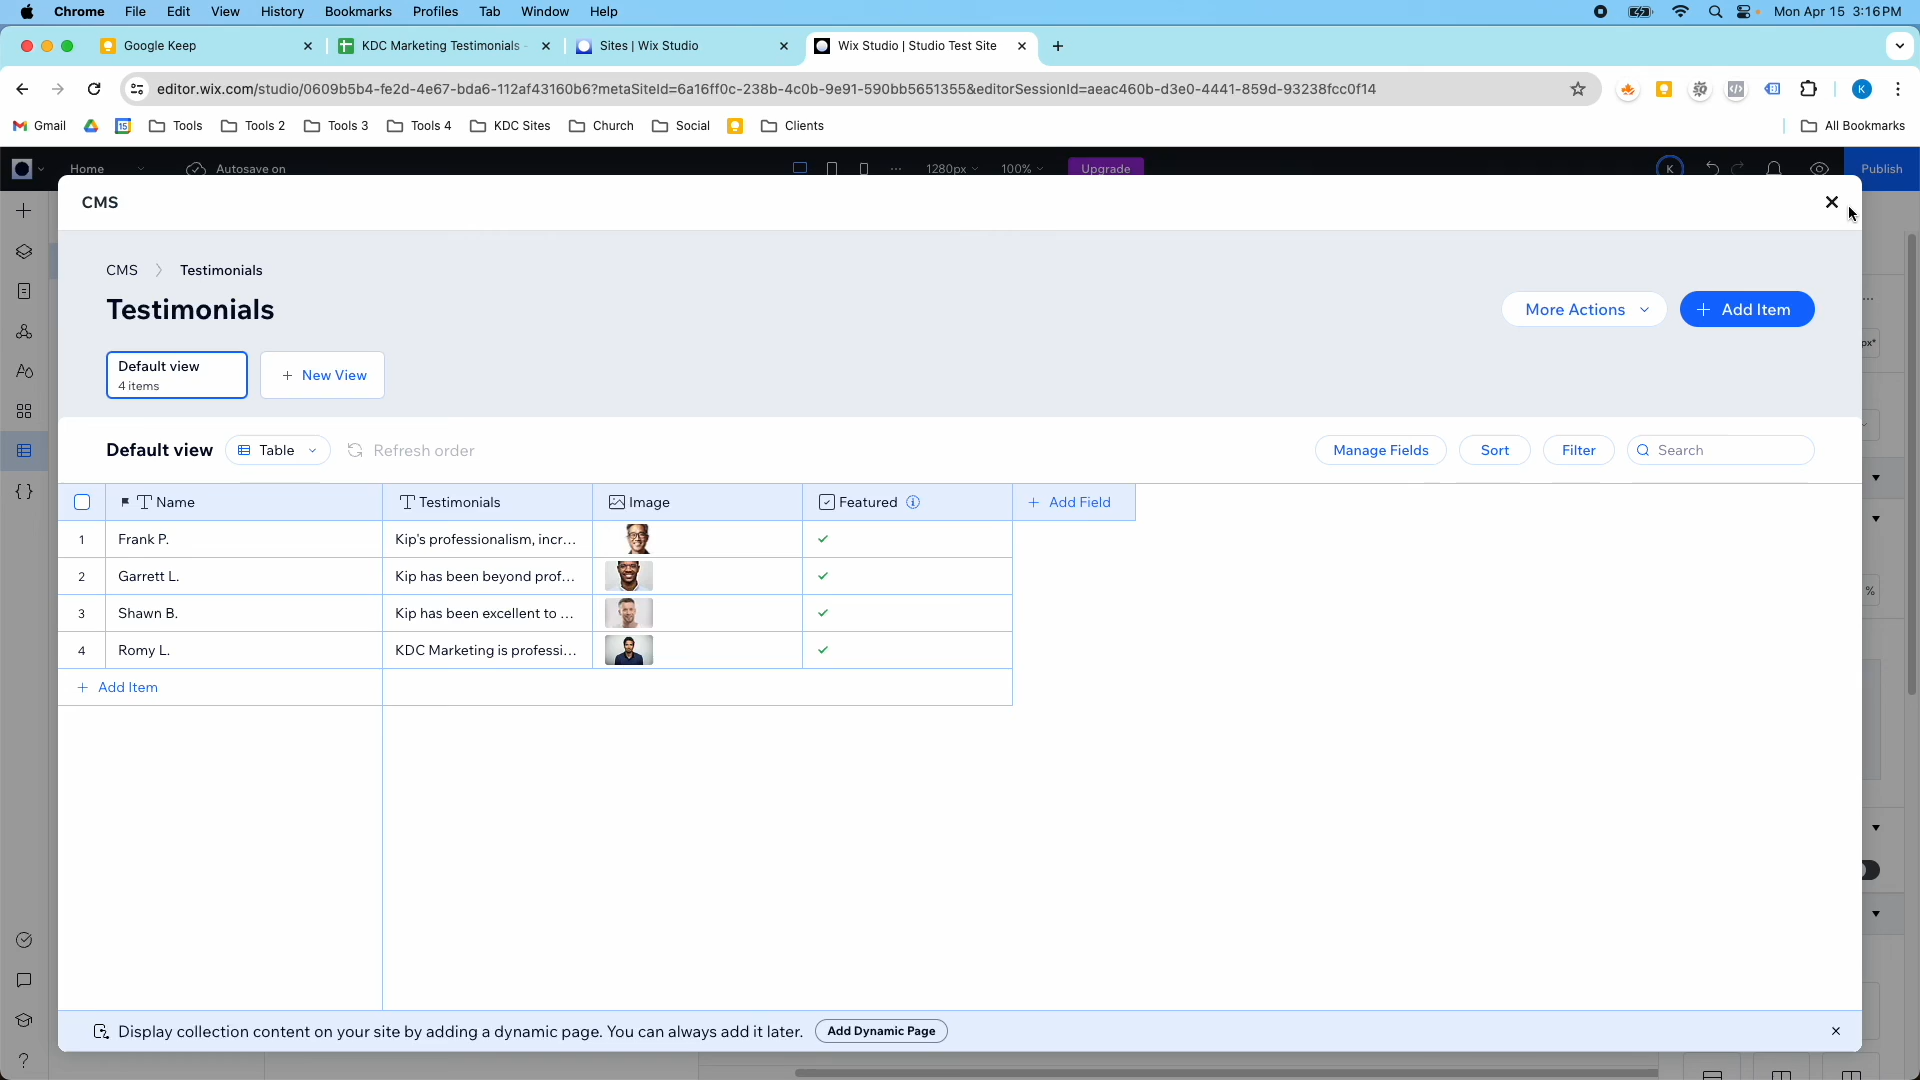 Chrome File Edit View History Bookmarks Profiles Tab Window Help Mon Apr 15 3:16PM
Google Keep KDC Marketing Testimonials - Sites | Wix Studio Wix Studio | Studio Test Site
editor.wix.com/studio/0609b5b4-fe2d-4e67-bda6-112af43160b6?metaSiteId=6a16ff0c-238b-4c0b-9e91-590bb5651355&editorSessionId=aeac460b-d3e0-4441-859d-93238fcc0f14 K
Gmail 15 Tools Tools 2 Tools 3 Tools 4 KDC Sites Church Social Clients All Bookmarks
Home Autosave on 1280px 100% Upgrade K Publish
CMS
CMS > Testimonials
Testimonials More Actions + Add Item
Default view
4 items
+ New View
px*
Default view Table Refresh order Manage Fields Sort Filter Search
Name Testimonials Image Featured + Add Field
1 Frank P. Kip's professionalism, incr...
2 Garrett L. Kip has been beyond prof...
%
3 Shawn B. Kip has been excellent to ...
4 Romy L. KDC Marketing is professi...
+ Add Item
Display collection content on your site by adding a dynamic page. You can always add it later. Add Dynamic Page